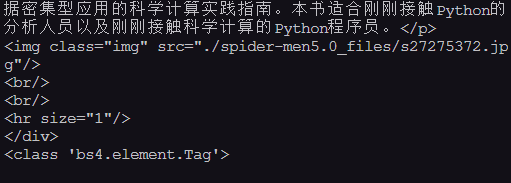 据密集型应用的科学计算实践指南。本书适合刚刚接触Python的
分析人员以及刚刚接触科学计算的Python程序员。</p>
<img class="img" src="./spider-men5.0_files/s27275372.jp
g"/>
<br/>
<br/>
<hr size="1"/>
</div>
<class 'bs4.element.Tag'>